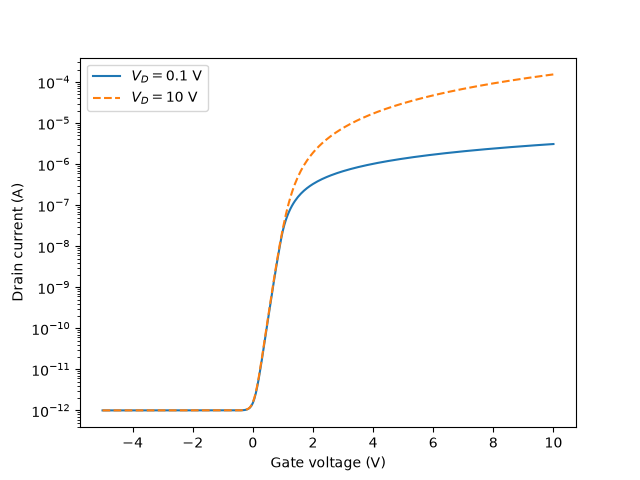 V_D = 0.1 V
V_D = 10 V
10⁻⁴
10⁻⁵
10⁻⁶
10⁻⁷
10⁻⁸
10⁻⁹
10⁻¹⁰
10⁻¹¹
10⁻¹²
Drain current (A)
−4 −2 0 2 4 6 8 10
Gate voltage (V)